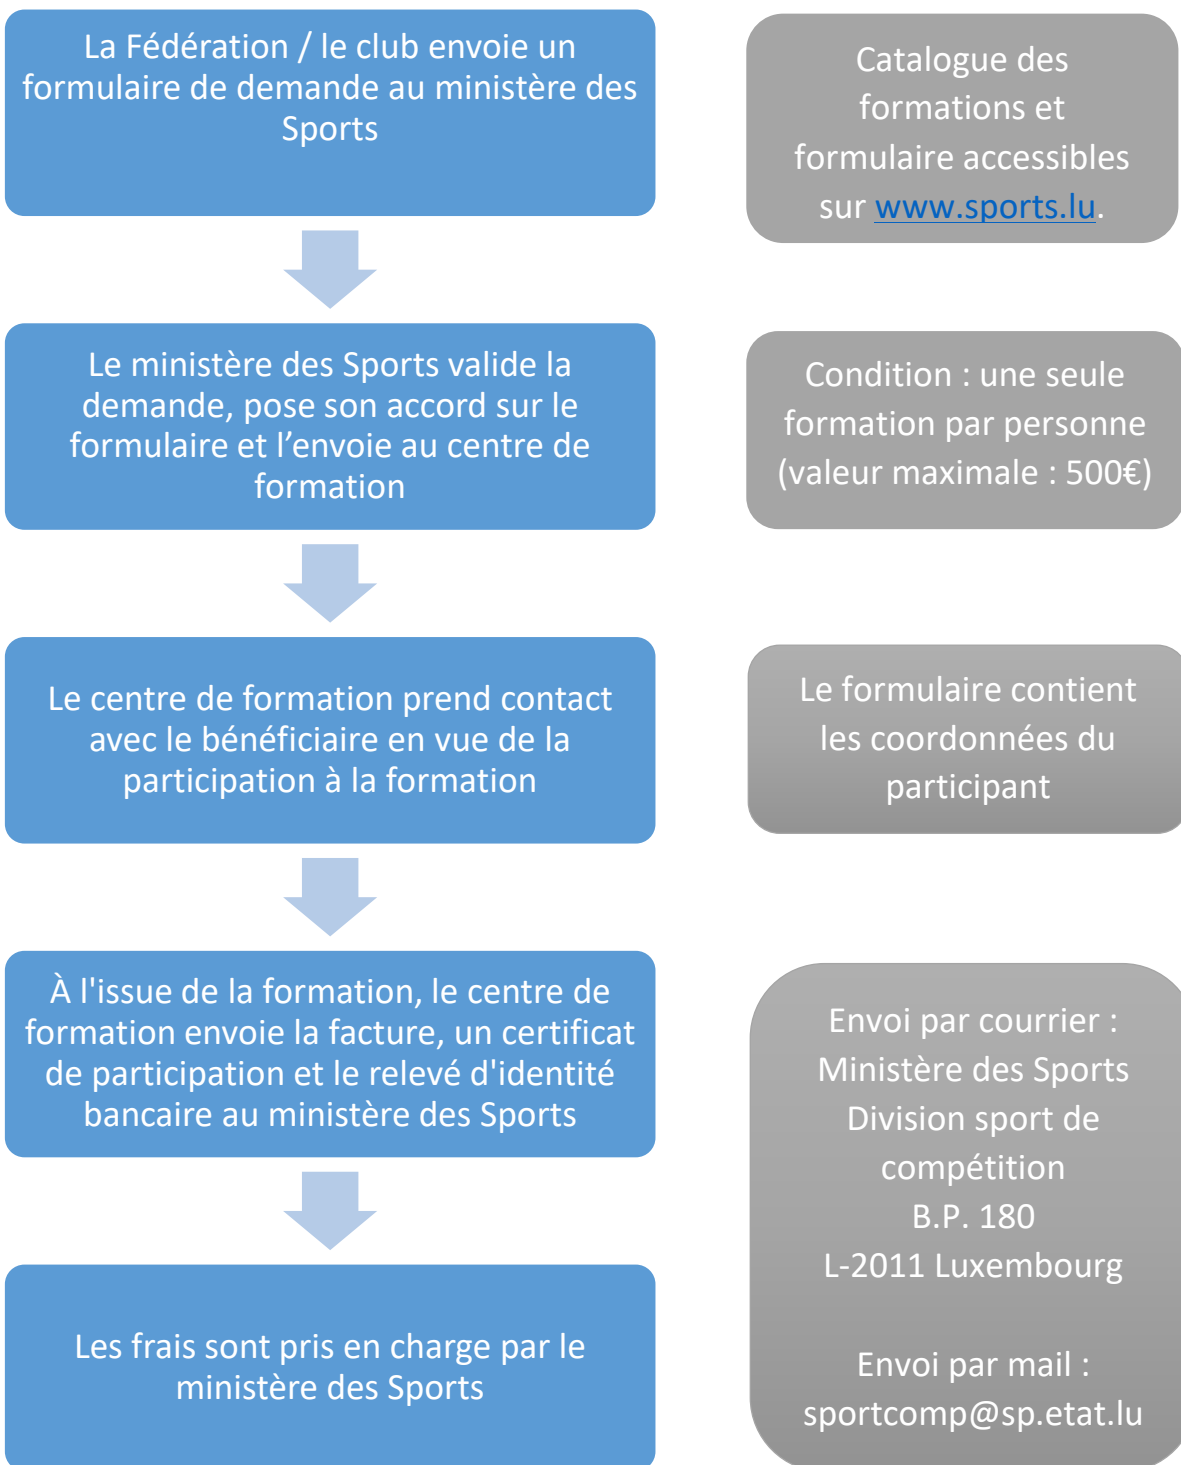 La Fédération / le club envoie un
formulaire de demande au ministère des
Sports
Catalogue des
formations et
formulaire accessibles
sur www.sports.lu.
Le ministère des Sports valide la
demande, pose son accord sur le
formulaire et l’envoie au centre de
formation
Condition : une seule
formation par personne
(valeur maximale : 500€)
Le centre de formation prend contact
avec le bénéficiaire en vue de la
participation à la formation
Le formulaire contient
les coordonnées du
participant
À l'issue de la formation, le centre de
formation envoie la facture, un certificat
de participation et le relevé d'identité
bancaire au ministère des Sports
Les frais sont pris en charge par le
ministère des Sports
Envoi par courrier :
Ministère des Sports
Division sport de
compétition
B.P. 180
L-2011 Luxembourg
Envoi par mail :
sportcomp@sp.etat.lu